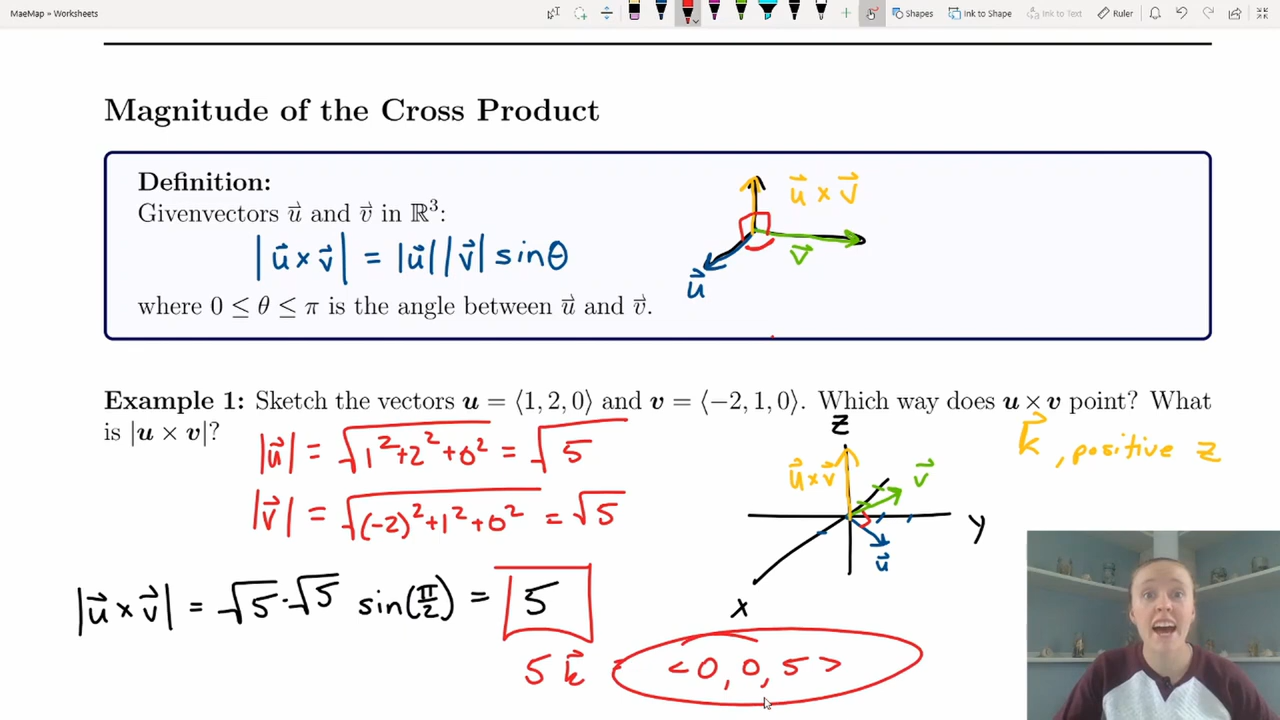 MaeMap » Worksheets
Shapes Ink to Shape Ink to Text Ruler
Magnitude of the Cross Product
Definition:
Givenvectors u⃗ and v⃗ in ℝ³:
|u⃗ × v⃗| = |u⃗| |v⃗| sinθ
where 0 ≤ θ ≤ π is the angle between u⃗ and v⃗.
u⃗ × v⃗
v⃗
u⃗
Example 1: Sketch the vectors u = ⟨1, 2, 0⟩ and v = ⟨−2, 1, 0⟩. Which way does u × v point? What
is |u × v|?
k⃗, positive z
|u⃗| = √(1²+2²+0²) = √5
|v⃗| = √((-2)²+1²+0²) = √5
z
u⃗×v⃗
v⃗
y
u⃗
x
|u⃗ × v⃗| = √5·√5 sin(π/2) = 5
5k⃗ = <0, 0, 5>